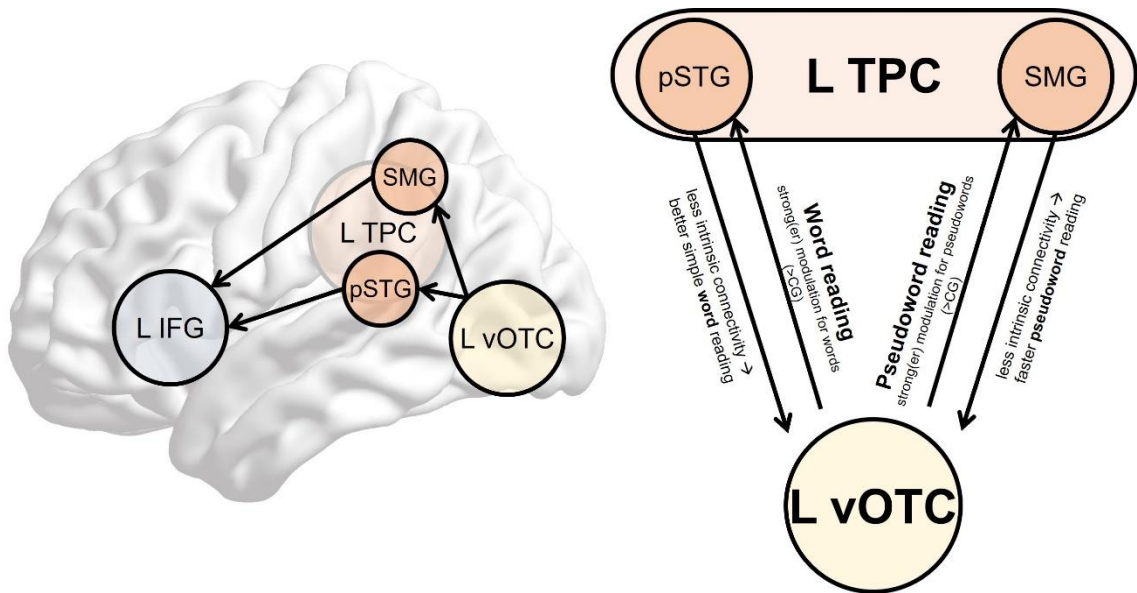 SMG
L TPC
pSTG
L IFG
L vOTC
pSTG
L TPC
SMG
less intrinsic connectivity →
better simple word reading
Word reading
strong(er) modulation for words
(>CG)
Pseudoword reading
strong(er) modulation for pseudowords
(>CG)
less intrinsic connectivity →
faster pseudoword reading
L vOTC